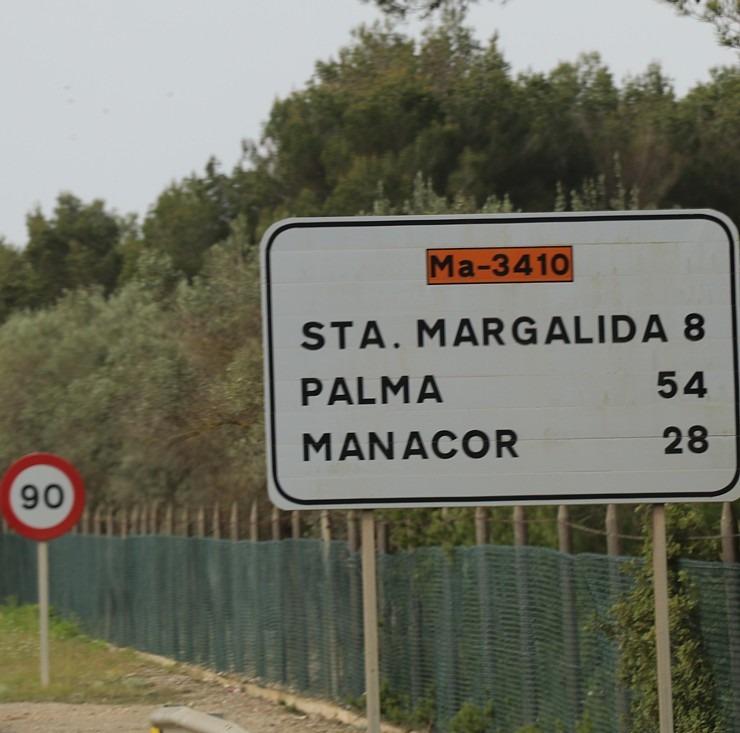 Ma-3410
STA. MARGALIDA 8
PALMA 54
MANACOR 28
90